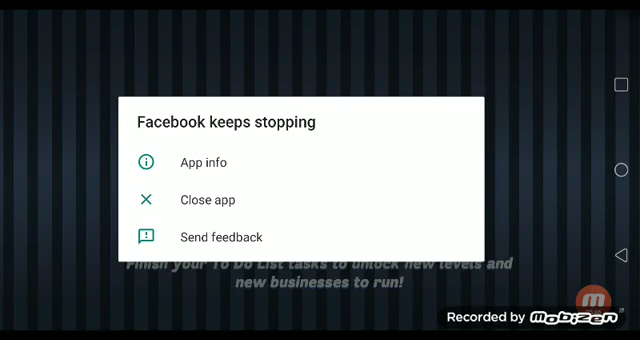 Facebook keeps stopping
App info
Close app
Send feedback
Finish your To Do List tasks to unlock new levels and
new businesses to run!
Recorded by Mobizen